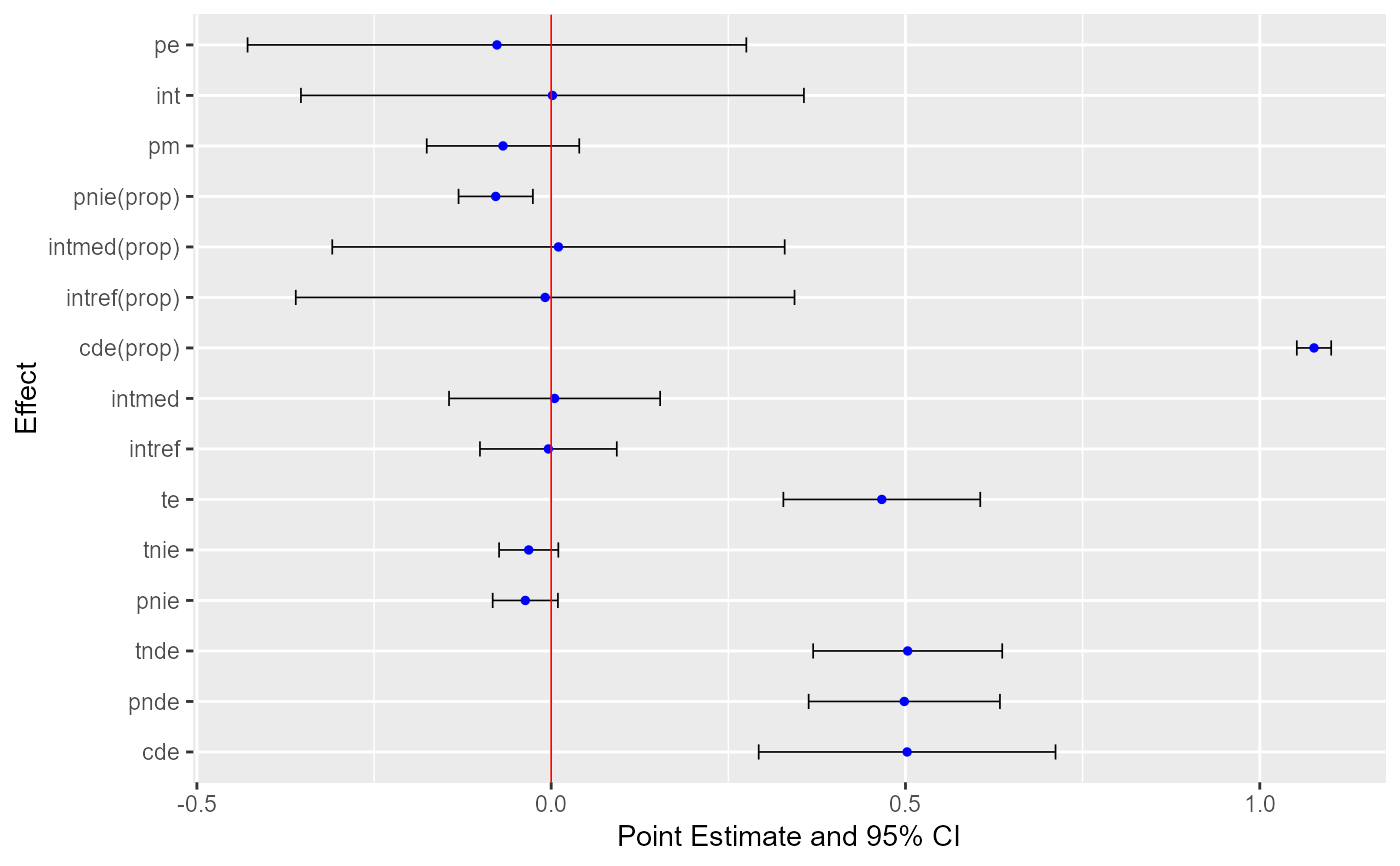 pe
int
pm
pnie(prop)
intmed(prop)
intref(prop)
cde(prop)
intmed
intref
te
tnie
pnie
tnde
pnde
cde
Effect
-0.5 0.0 0.5 1.0
Point Estimate and 95% CI